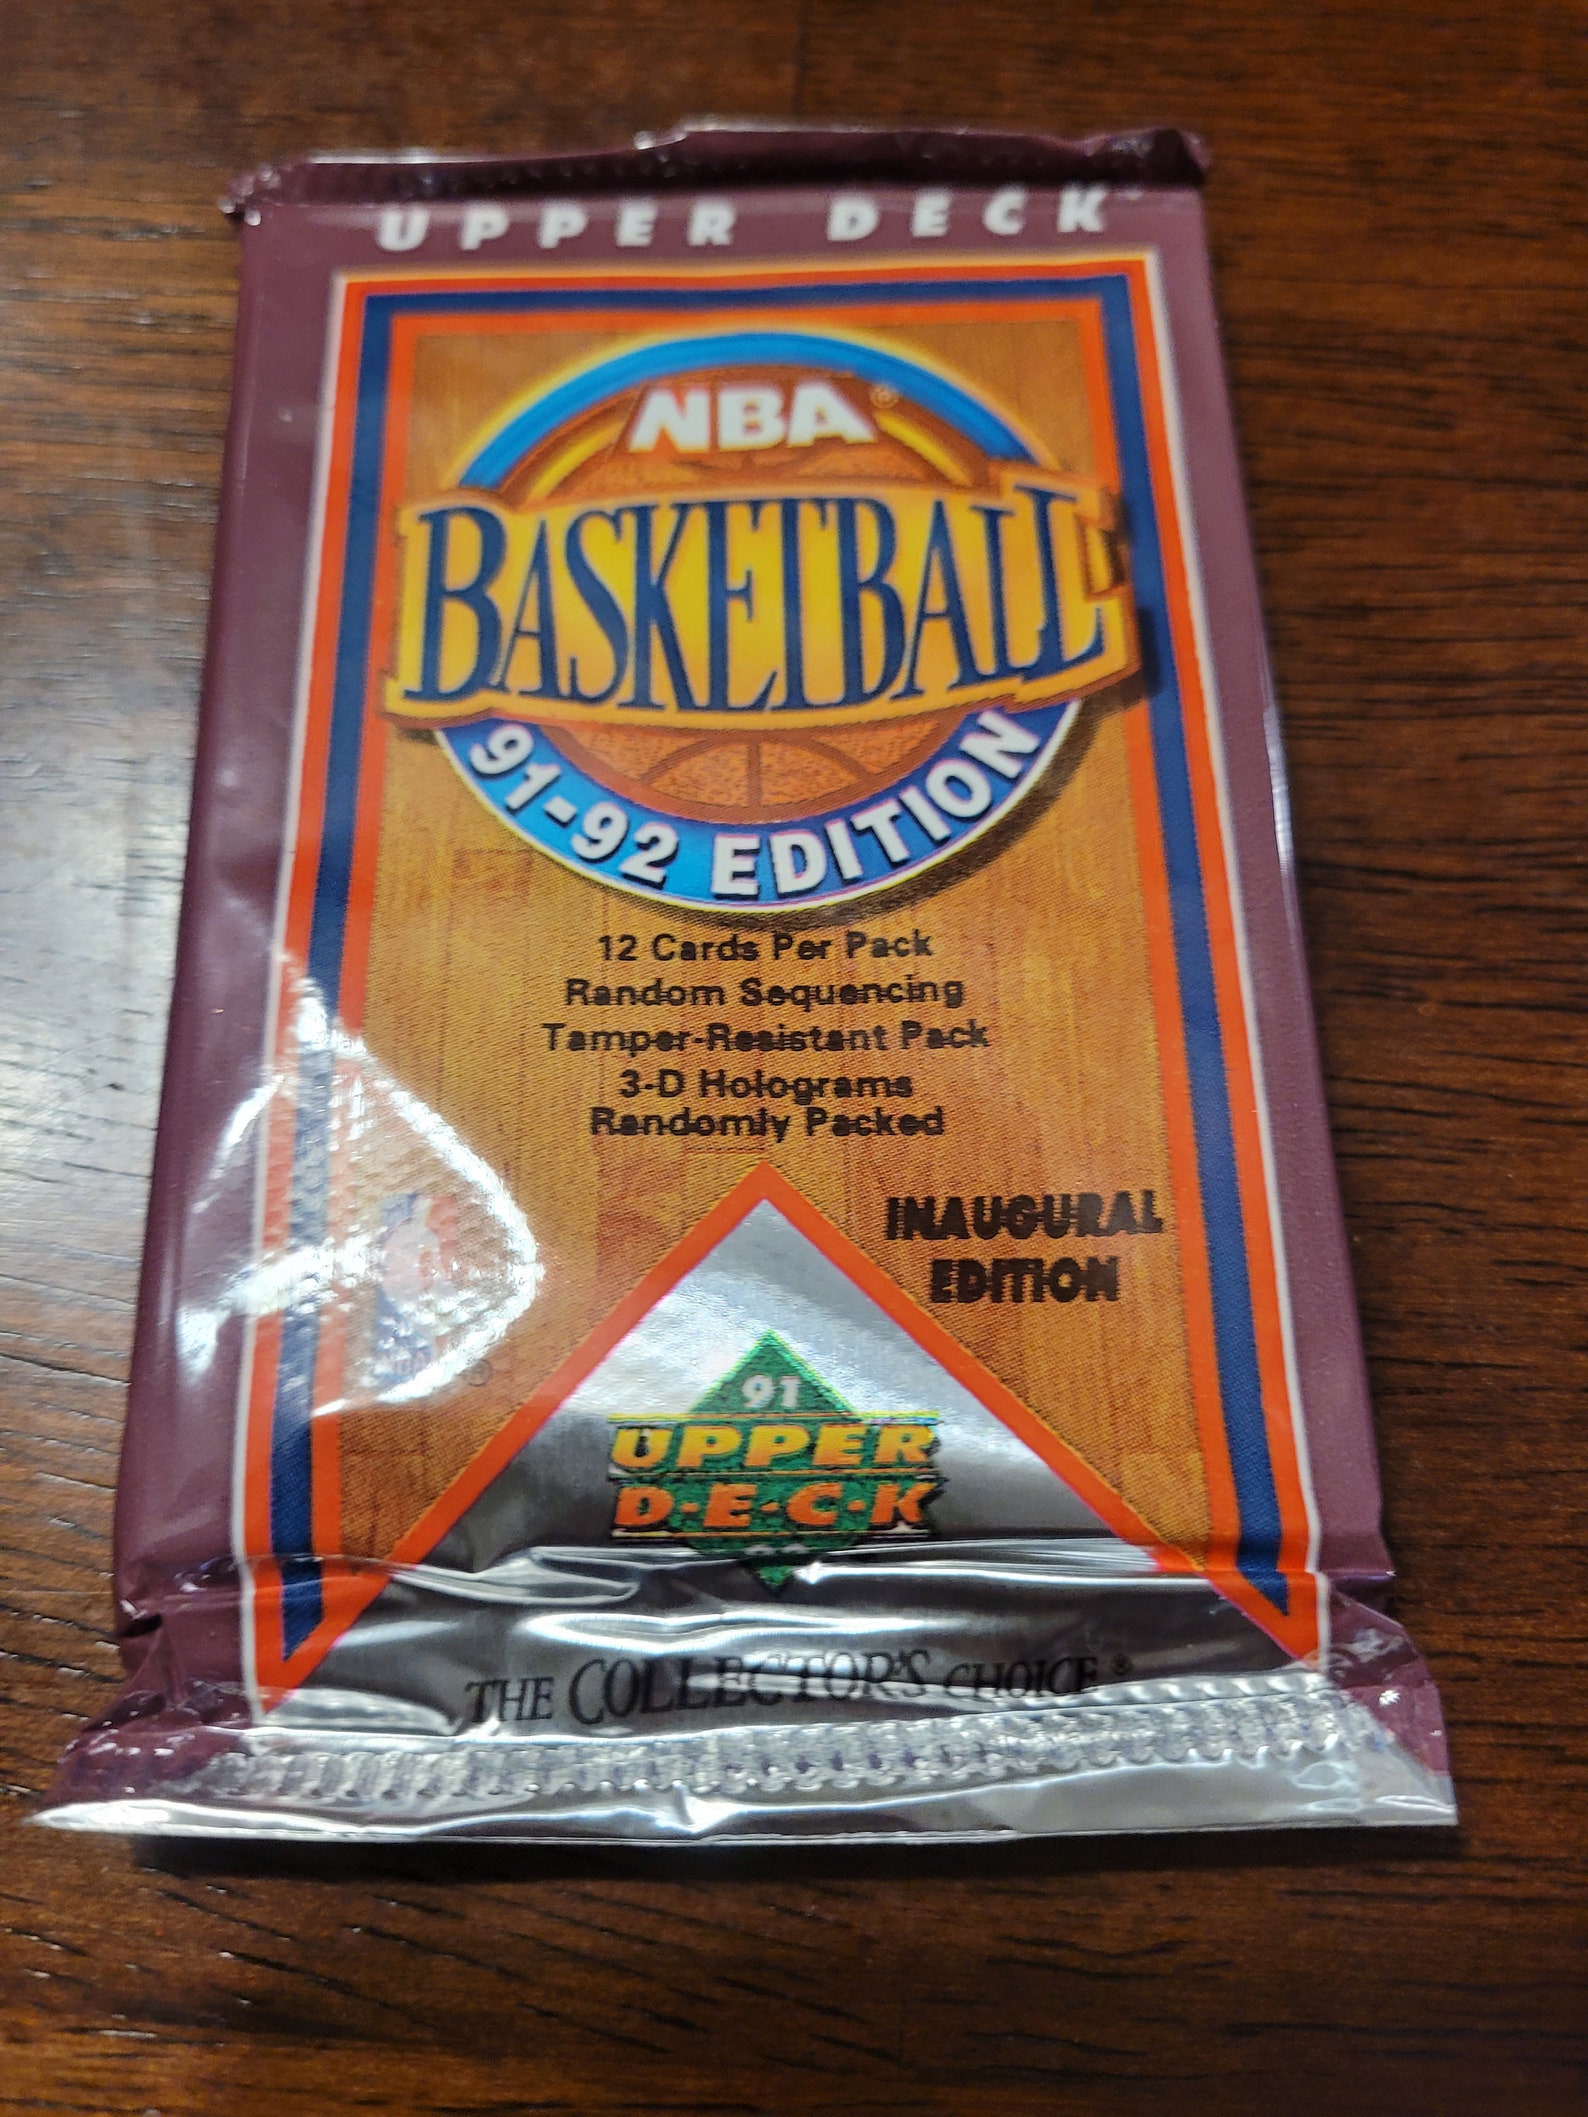 UPPER DECK
NBA®
BASKETBALL
91-92 EDITION
12 Cards Per Pack
Random Sequencing
Tamper-Resistant Pack
3-D Holograms
Randomly Packed
INAUGURAL
EDITION
NBA ®
91
UPPER
D·E·C·K
THE COLLECTOR'S CHOICE®